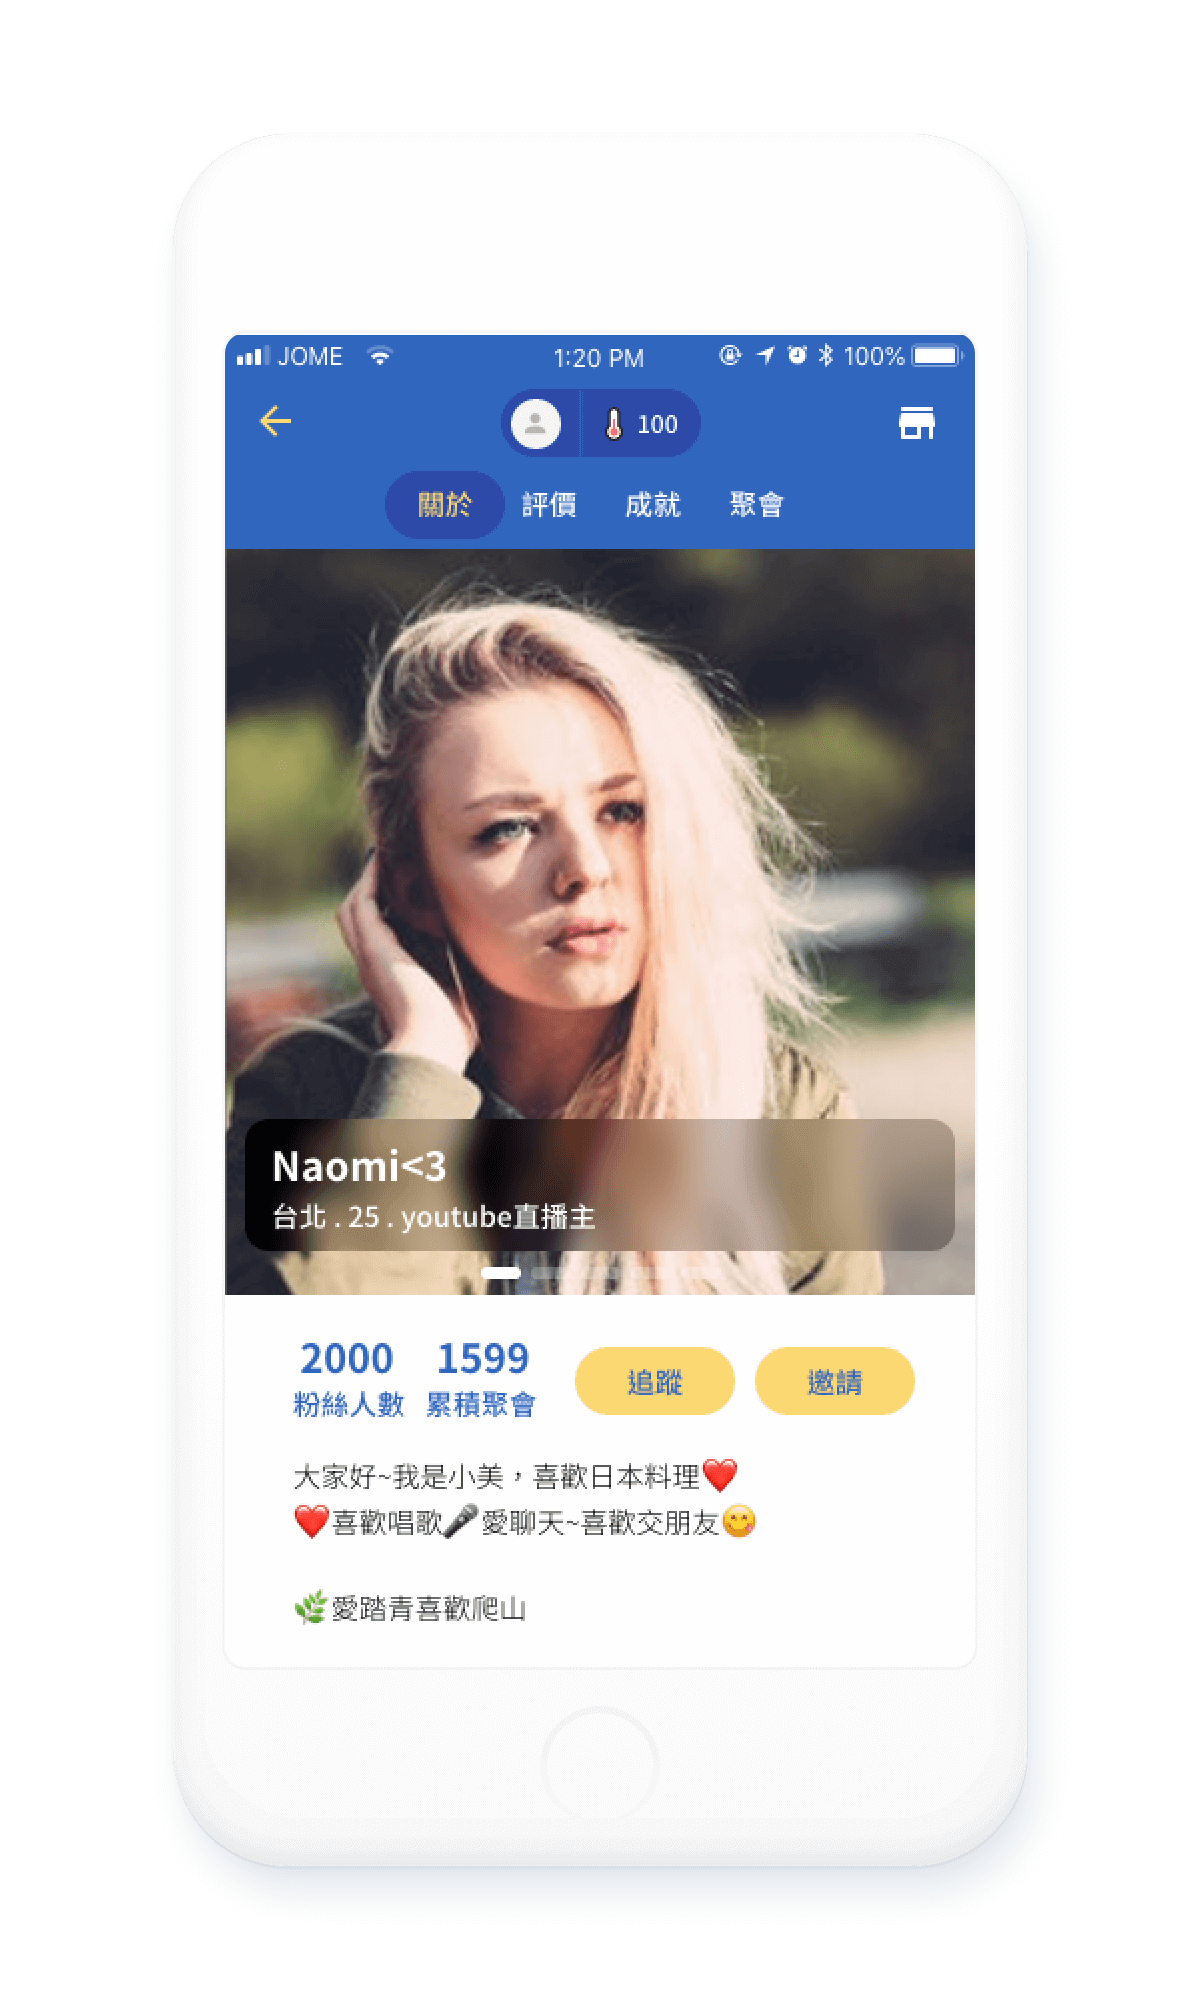 JOME 1:20 PM 100%
100
關於 評價 成就 聚會
Naomi<3
台北 . 25 . youtube直播主
2000 1599
粉絲人數 累積聚會 追蹤 邀請
大家好~我是小美，喜歡日本料理❤️
❤️喜歡唱歌🎤愛聊天~喜歡交朋友😋
🌿愛踏青喜歡爬山